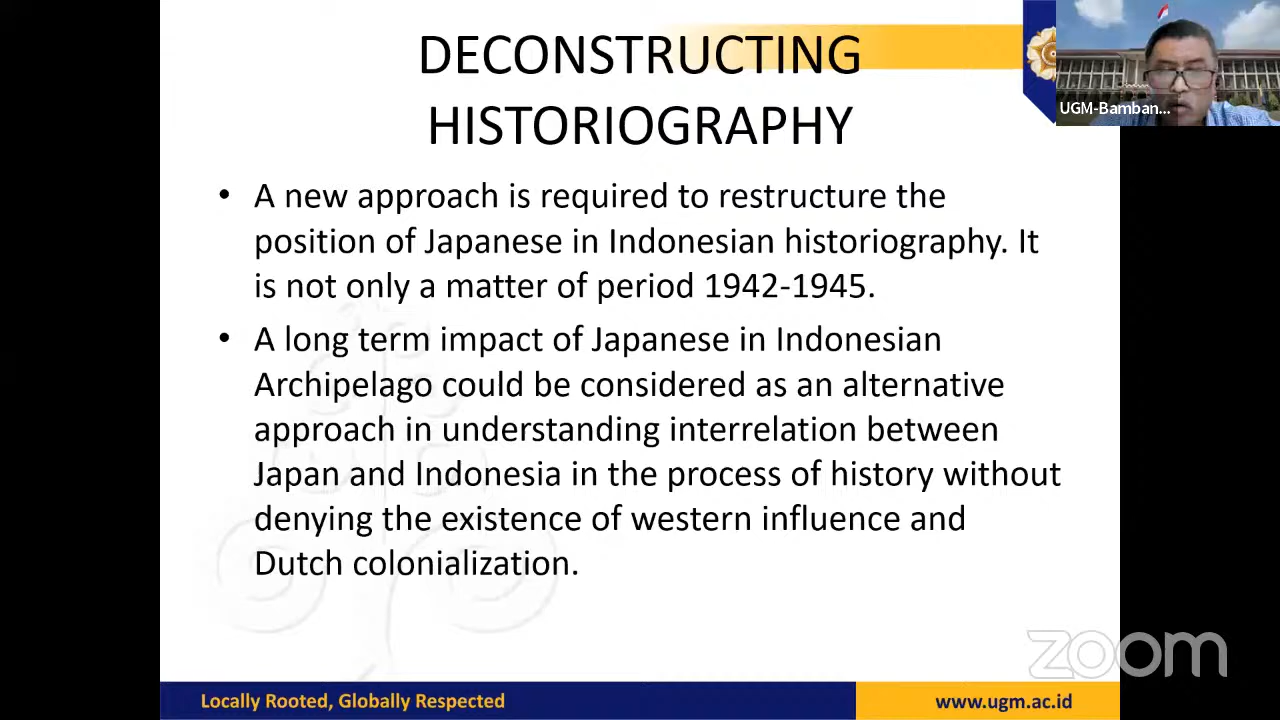 DECONSTRUCTING
HISTORIOGRAPHY
UGM-Bamban...
• A new approach is required to restructure the
position of Japanese in Indonesian historiography. It
is not only a matter of period 1942-1945.
• A long term impact of Japanese in Indonesian
Archipelago could be considered as an alternative
approach in understanding interrelation between
Japan and Indonesia in the process of history without
denying the existence of western influence and
Dutch colonialization.
zoom
Locally Rooted, Globally Respected
www.ugm.ac.id